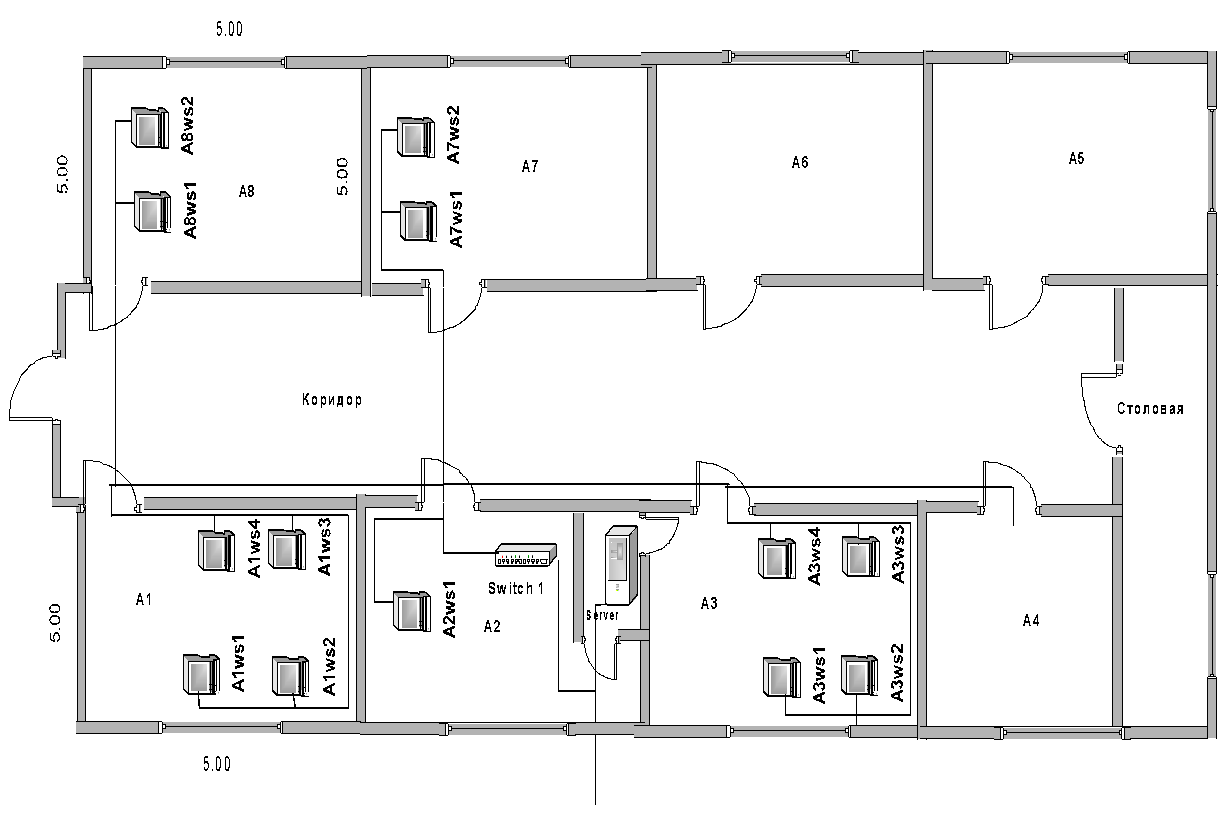 5.00
A8ws2
A8ws1
5.00
A8
5.00
A7ws2
A7ws1
A7
A6
A5
Коридор
Столовая
A1ws4
A1ws3
A1
5.00
A1ws1
A1ws2
Switch 1
A2ws1
A2
Server
A3ws4
A3ws3
A3
A3ws1
A3ws2
A4
5.00